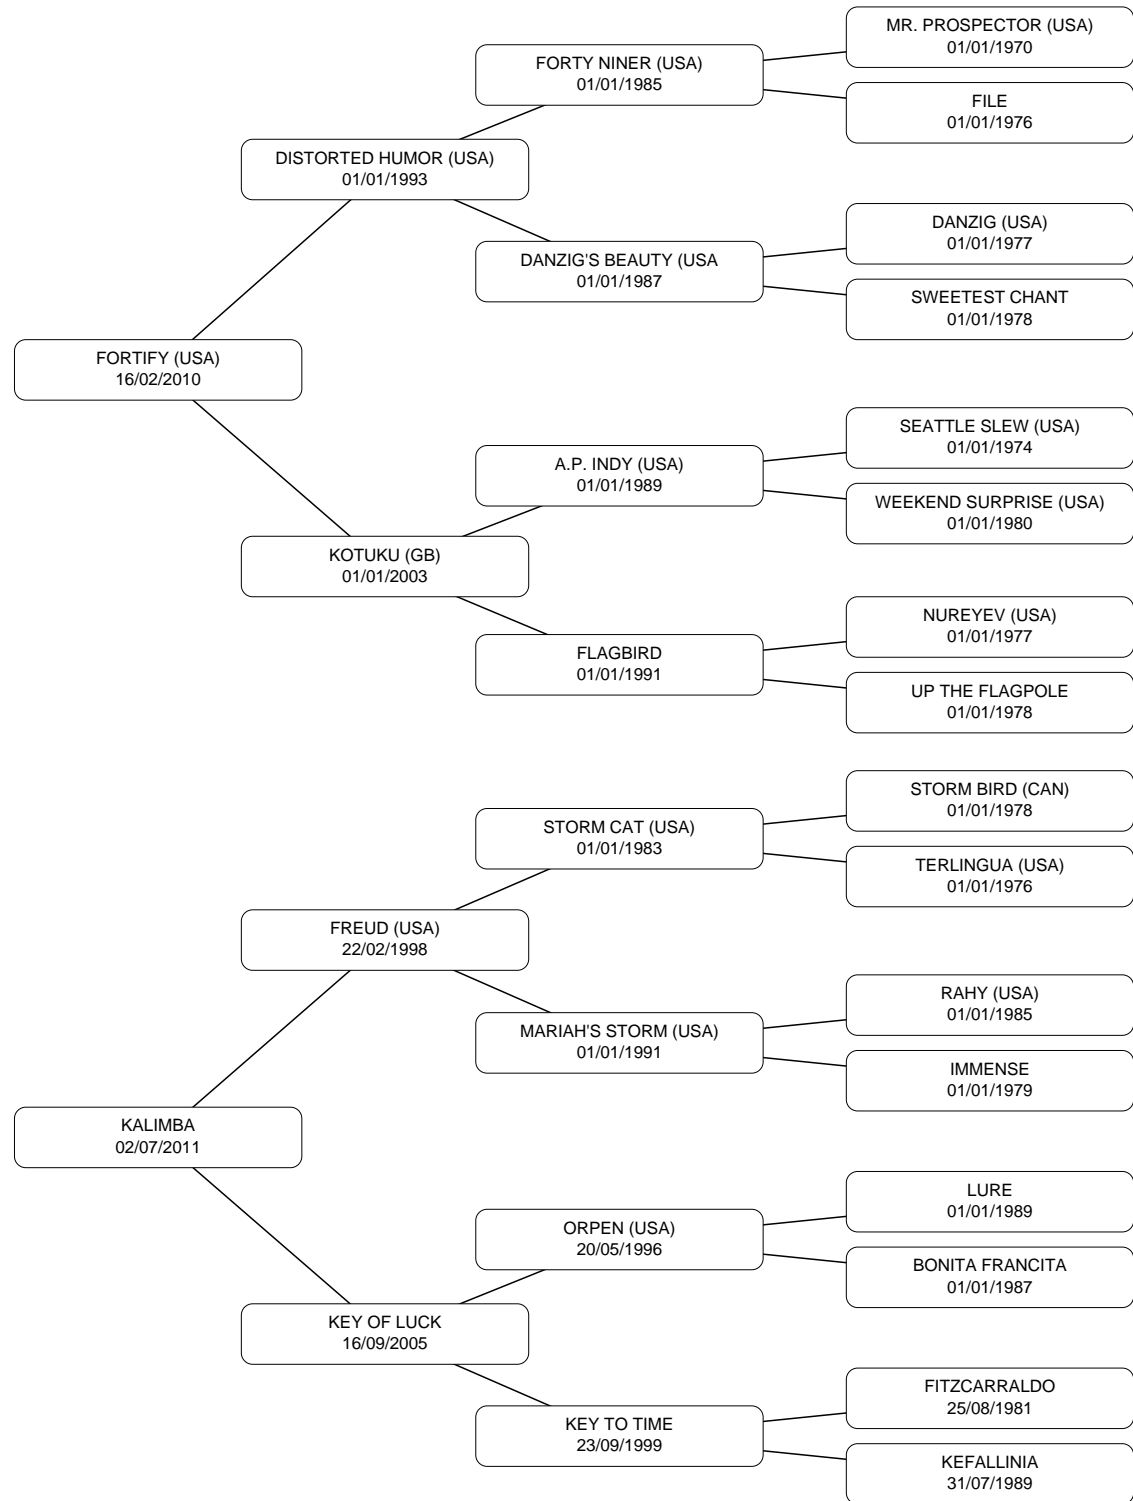 MR. PROSPECTOR (USA)
01/01/1970
FORTY NINER (USA)
01/01/1985
FILE
01/01/1976
DISTORTED HUMOR (USA)
01/01/1993
DANZIG (USA)
01/01/1977
DANZIG'S BEAUTY (USA
01/01/1987
SWEETEST CHANT
01/01/1978
FORTIFY (USA)
16/02/2010
SEATTLE SLEW (USA)
01/01/1974
A.P. INDY (USA)
01/01/1989
WEEKEND SURPRISE (USA)
01/01/1980
KOTUKU (GB)
01/01/2003
NUREYEV (USA)
01/01/1977
FLAGBIRD
01/01/1991
UP THE FLAGPOLE
01/01/1978
STORM BIRD (CAN)
01/01/1978
STORM CAT (USA)
01/01/1983
TERLINGUA (USA)
01/01/1976
FREUD (USA)
22/02/1998
RAHY (USA)
01/01/1985
MARIAH'S STORM (USA)
01/01/1991
IMMENSE
01/01/1979
KALIMBA
02/07/2011
LURE
01/01/1989
ORPEN (USA)
20/05/1996
BONITA FRANCITA
01/01/1987
KEY OF LUCK
16/09/2005
FITZCARRALDO
25/08/1981
KEY TO TIME
23/09/1999
KEFALLINIA
31/07/1989